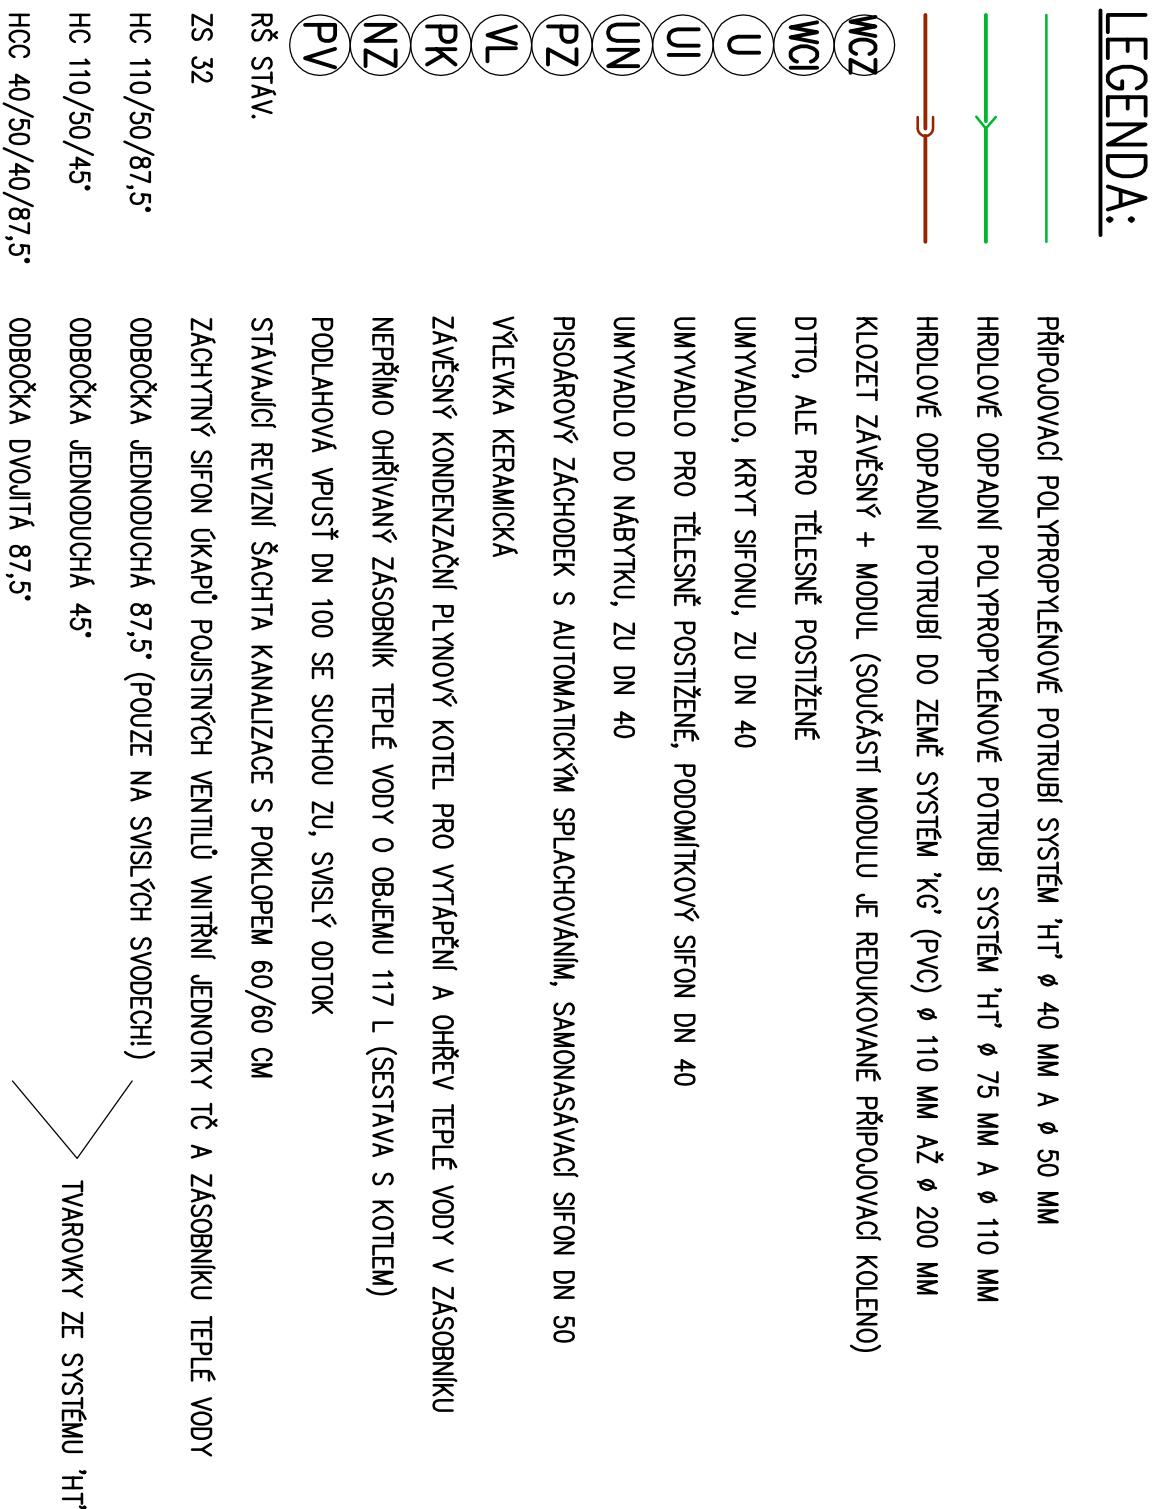 LEGENDA:
PŘIPOJOVACÍ POLYPROPYLÉNOVÉ POTRUBÍ SYSTÉM 'HT' ø 40 MM A ø 50 MM
HRDLOVÉ ODPADNÍ POLYPROPYLÉNOVÉ POTRUBÍ SYSTÉM 'HT' ø 75 MM A ø 110 MM
HRDLOVÉ ODPADNÍ POTRUBÍ DO ZEMĚ SYSTÉM 'KG' (PVC) ø 110 MM AŽ ø 200 MM
WCZ KLOZET ZÁVĚSNÝ + MODUL (SOUČÁSTÍ MODULU JE REDUKOVANÉ PŘIPOJOVACÍ KOLENO)
WCI DTTO, ALE PRO TĚLESNĚ POSTIŽENÉ
U UMYVADLO, KRYT SIFONU, ZU DN 40
UI UMYVADLO PRO TĚLESNĚ POSTIŽENÉ, PODOMÍTKOVÝ SIFON DN 40
UN UMYVADLO DO NÁBYTKU, ZU DN 40
PZ PISOÁROVÝ ZÁCHODEK S AUTOMATICKÝM SPLACHOVÁNÍM, SAMONASÁVACÍ SIFON DN 50
VL VÝLEVKA KERAMICKÁ
PK ZÁVĚSNÝ KONDENZAČNÍ PLYNOVÝ KOTEL PRO VYTÁPĚNÍ A OHŘEV TEPLÉ VODY V ZÁSOBNÍKU
NZ NEPŘÍMO OHŘÍVANÝ ZÁSOBNÍK TEPLÉ VODY O OBJEMU 117 L (SESTAVA S KOTLEM)
PV PODLAHOVÁ VPUSŤ DN 100 SE SUCHOU ZU, SVISLÝ ODTOK
RŠ STÁV. STÁVAJÍCÍ REVIZNÍ ŠACHTA KANALIZACE S POKLOPEM 60/60 CM
ZS 32 ZÁCHYTNÝ SIFON ÚKAPŮ POJISTNÝCH VENTILŮ VNITŘNÍ JEDNOTKY TČ A ZÁSOBNÍKU TEPLÉ VODY
HC 110/50/87,5° ODBOČKA JEDNODUCHÁ 87,5° (POUZE NA SVISLÝCH SVODECH!)
HC 110/50/45° ODBOČKA JEDNODUCHÁ 45° TVAROVKY ZE SYSTÉMU 'HT'
HCC 40/50/40/87,5° ODBOČKA DVOJITÁ 87,5°